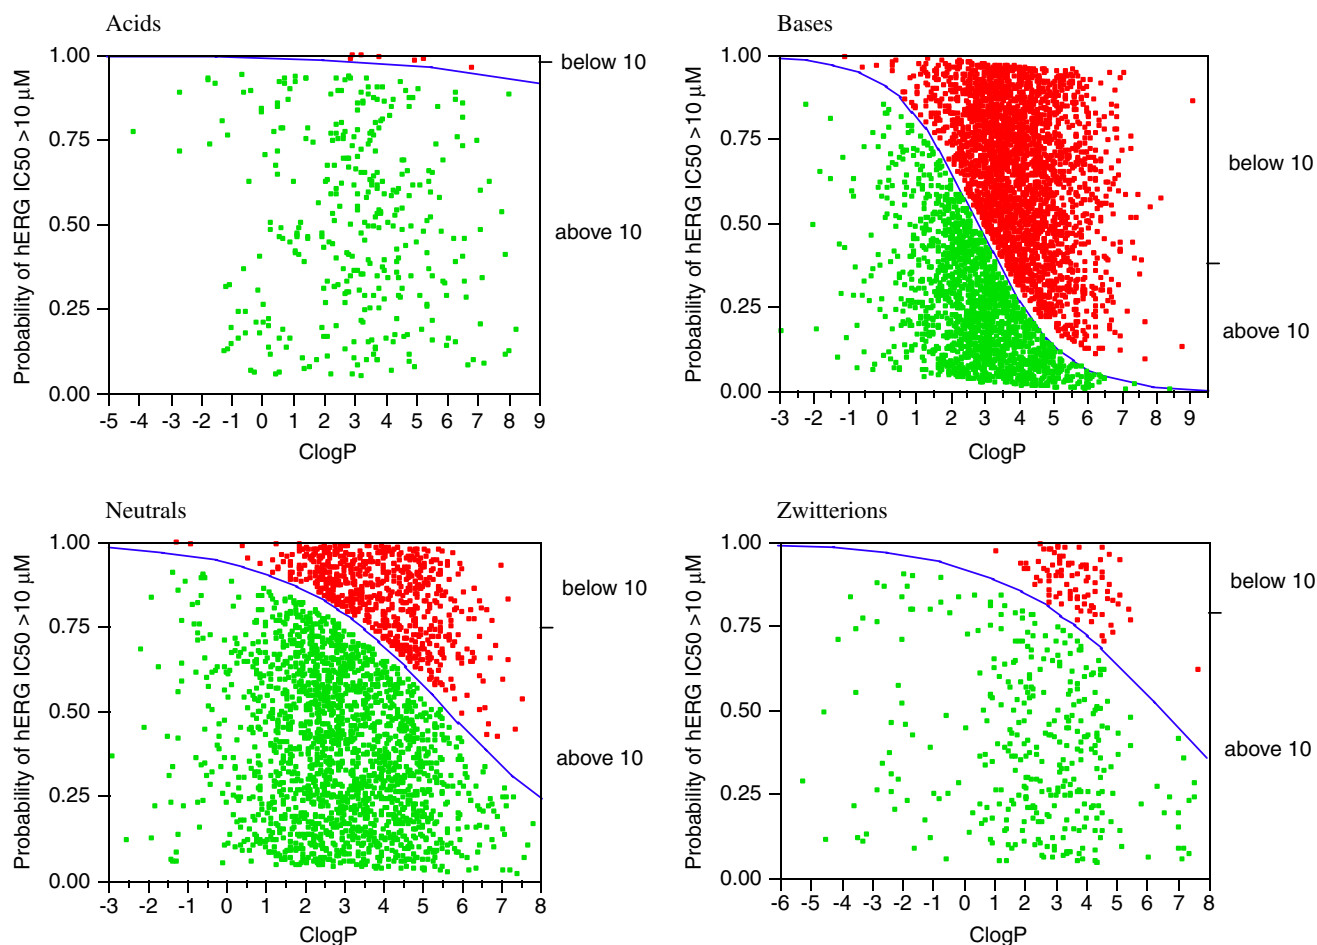 Acids
Probability of hERG IC50 >10 µM
1.00
0.75
0.50
0.25
0.00
-5 -4 -3 -2 -1 0 1 2 3 4 5 6 7 8 9
ClogP
below 10
above 10
Bases
Probability of hERG IC50 >10 µM
1.00
0.75
0.50
0.25
0.00
-3 -2 -1 0 1 2 3 4 5 6 7 8 9
ClogP
below 10
above 10
Neutrals
Probability of hERG IC50 >10 µM
1.00
0.75
0.50
0.25
0.00
-3 -2 -1 0 1 2 3 4 5 6 7 8
ClogP
below 10
above 10
Zwitterions
Probability of hERG IC50 >10 µM
1.00
0.75
0.50
0.25
0.00
-6 -5 -4 -3 -2 -1 0 1 2 3 4 5 6 7 8
ClogP
below 10
above 10